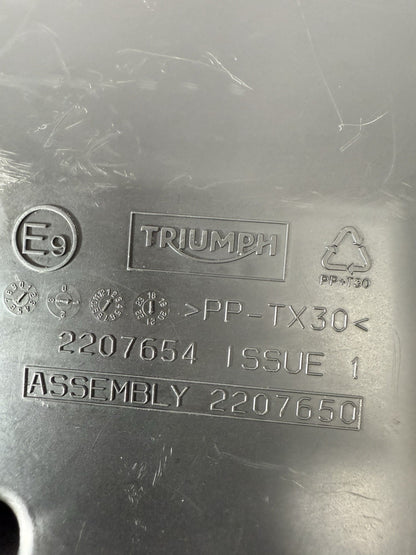 E9
TRIUMPH
PP+T30
>PP-TX30<
2207654 ISSUE 1
ASSEMBLY 2207650